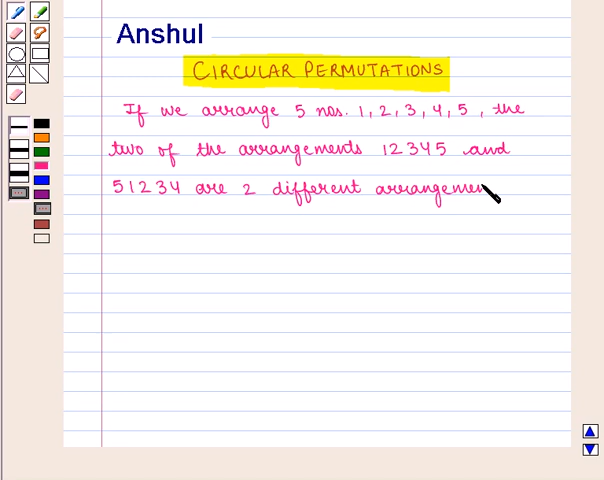 Anshul
CIRCULAR PERMUTATIONS
If we arrange 5 nos. 1, 2, 3, 4, 5 , the
two of the arrangements 12345 and
51234 are 2 different arrangemen